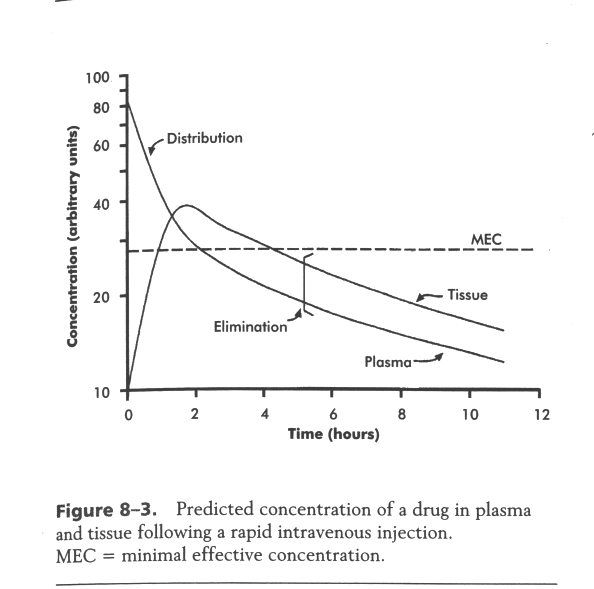 100
80
60
40
20
10
Concentration (arbitrary units)
Distribution
MEC
Tissue
Elimination
Plasma
0 2 4 6 8 10 12
Time (hours)
Figure 8–3. Predicted concentration of a drug in plasma
and tissue following a rapid intravenous injection.
MEC = minimal effective concentration.